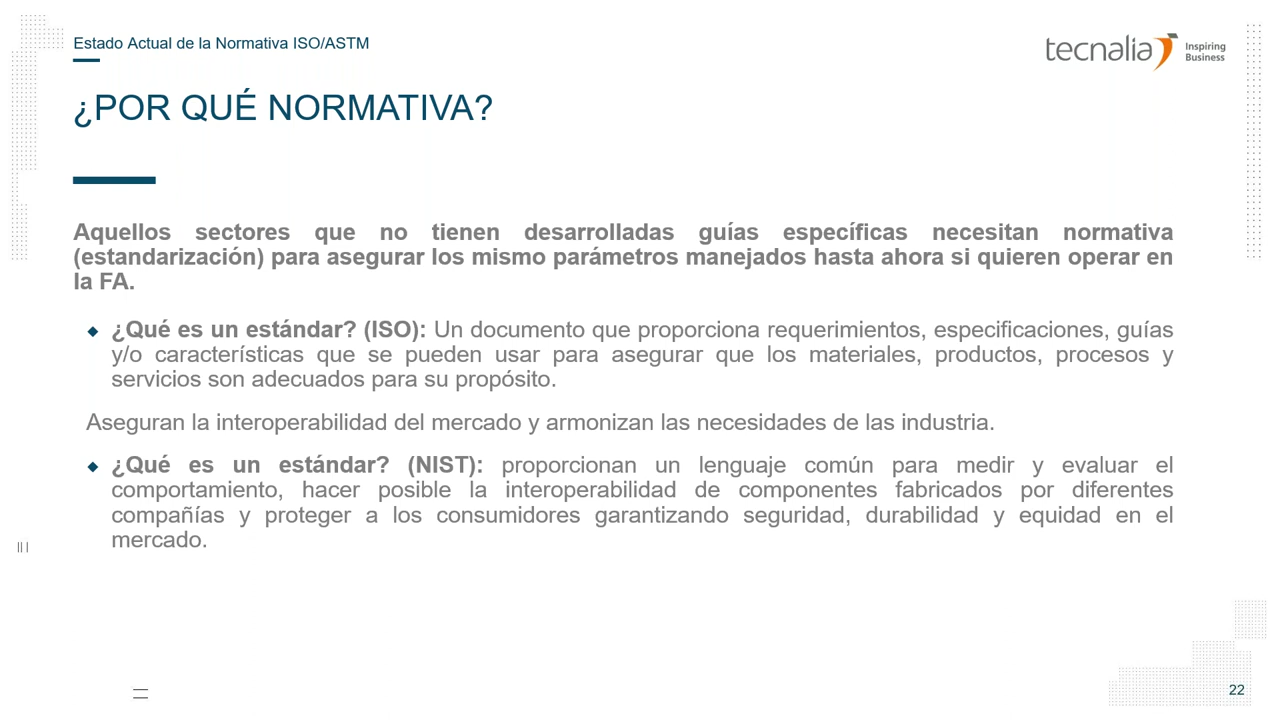 Estado Actual de la Normativa ISO/ASTM
tecnalia Inspiring
Business
¿POR QUÉ NORMATIVA?
Aquellos sectores que no tienen desarrolladas guías específicas necesitan normativa
(estandarización) para asegurar los mismo parámetros manejados hasta ahora si quieren operar en
la FA.
¿Qué es un estándar? (ISO): Un documento que proporciona requerimientos, especificaciones, guías
y/o características que se pueden usar para asegurar que los materiales, productos, procesos y
servicios son adecuados para su propósito.
Aseguran la interoperabilidad del mercado y armonizan las necesidades de las industria.
¿Qué es un estándar? (NIST): proporcionan un lenguaje común para medir y evaluar el
comportamiento, hacer posible la interoperabilidad de componentes fabricados por diferentes
compañías y proteger a los consumidores garantizando seguridad, durabilidad y equidad en el
mercado.
22